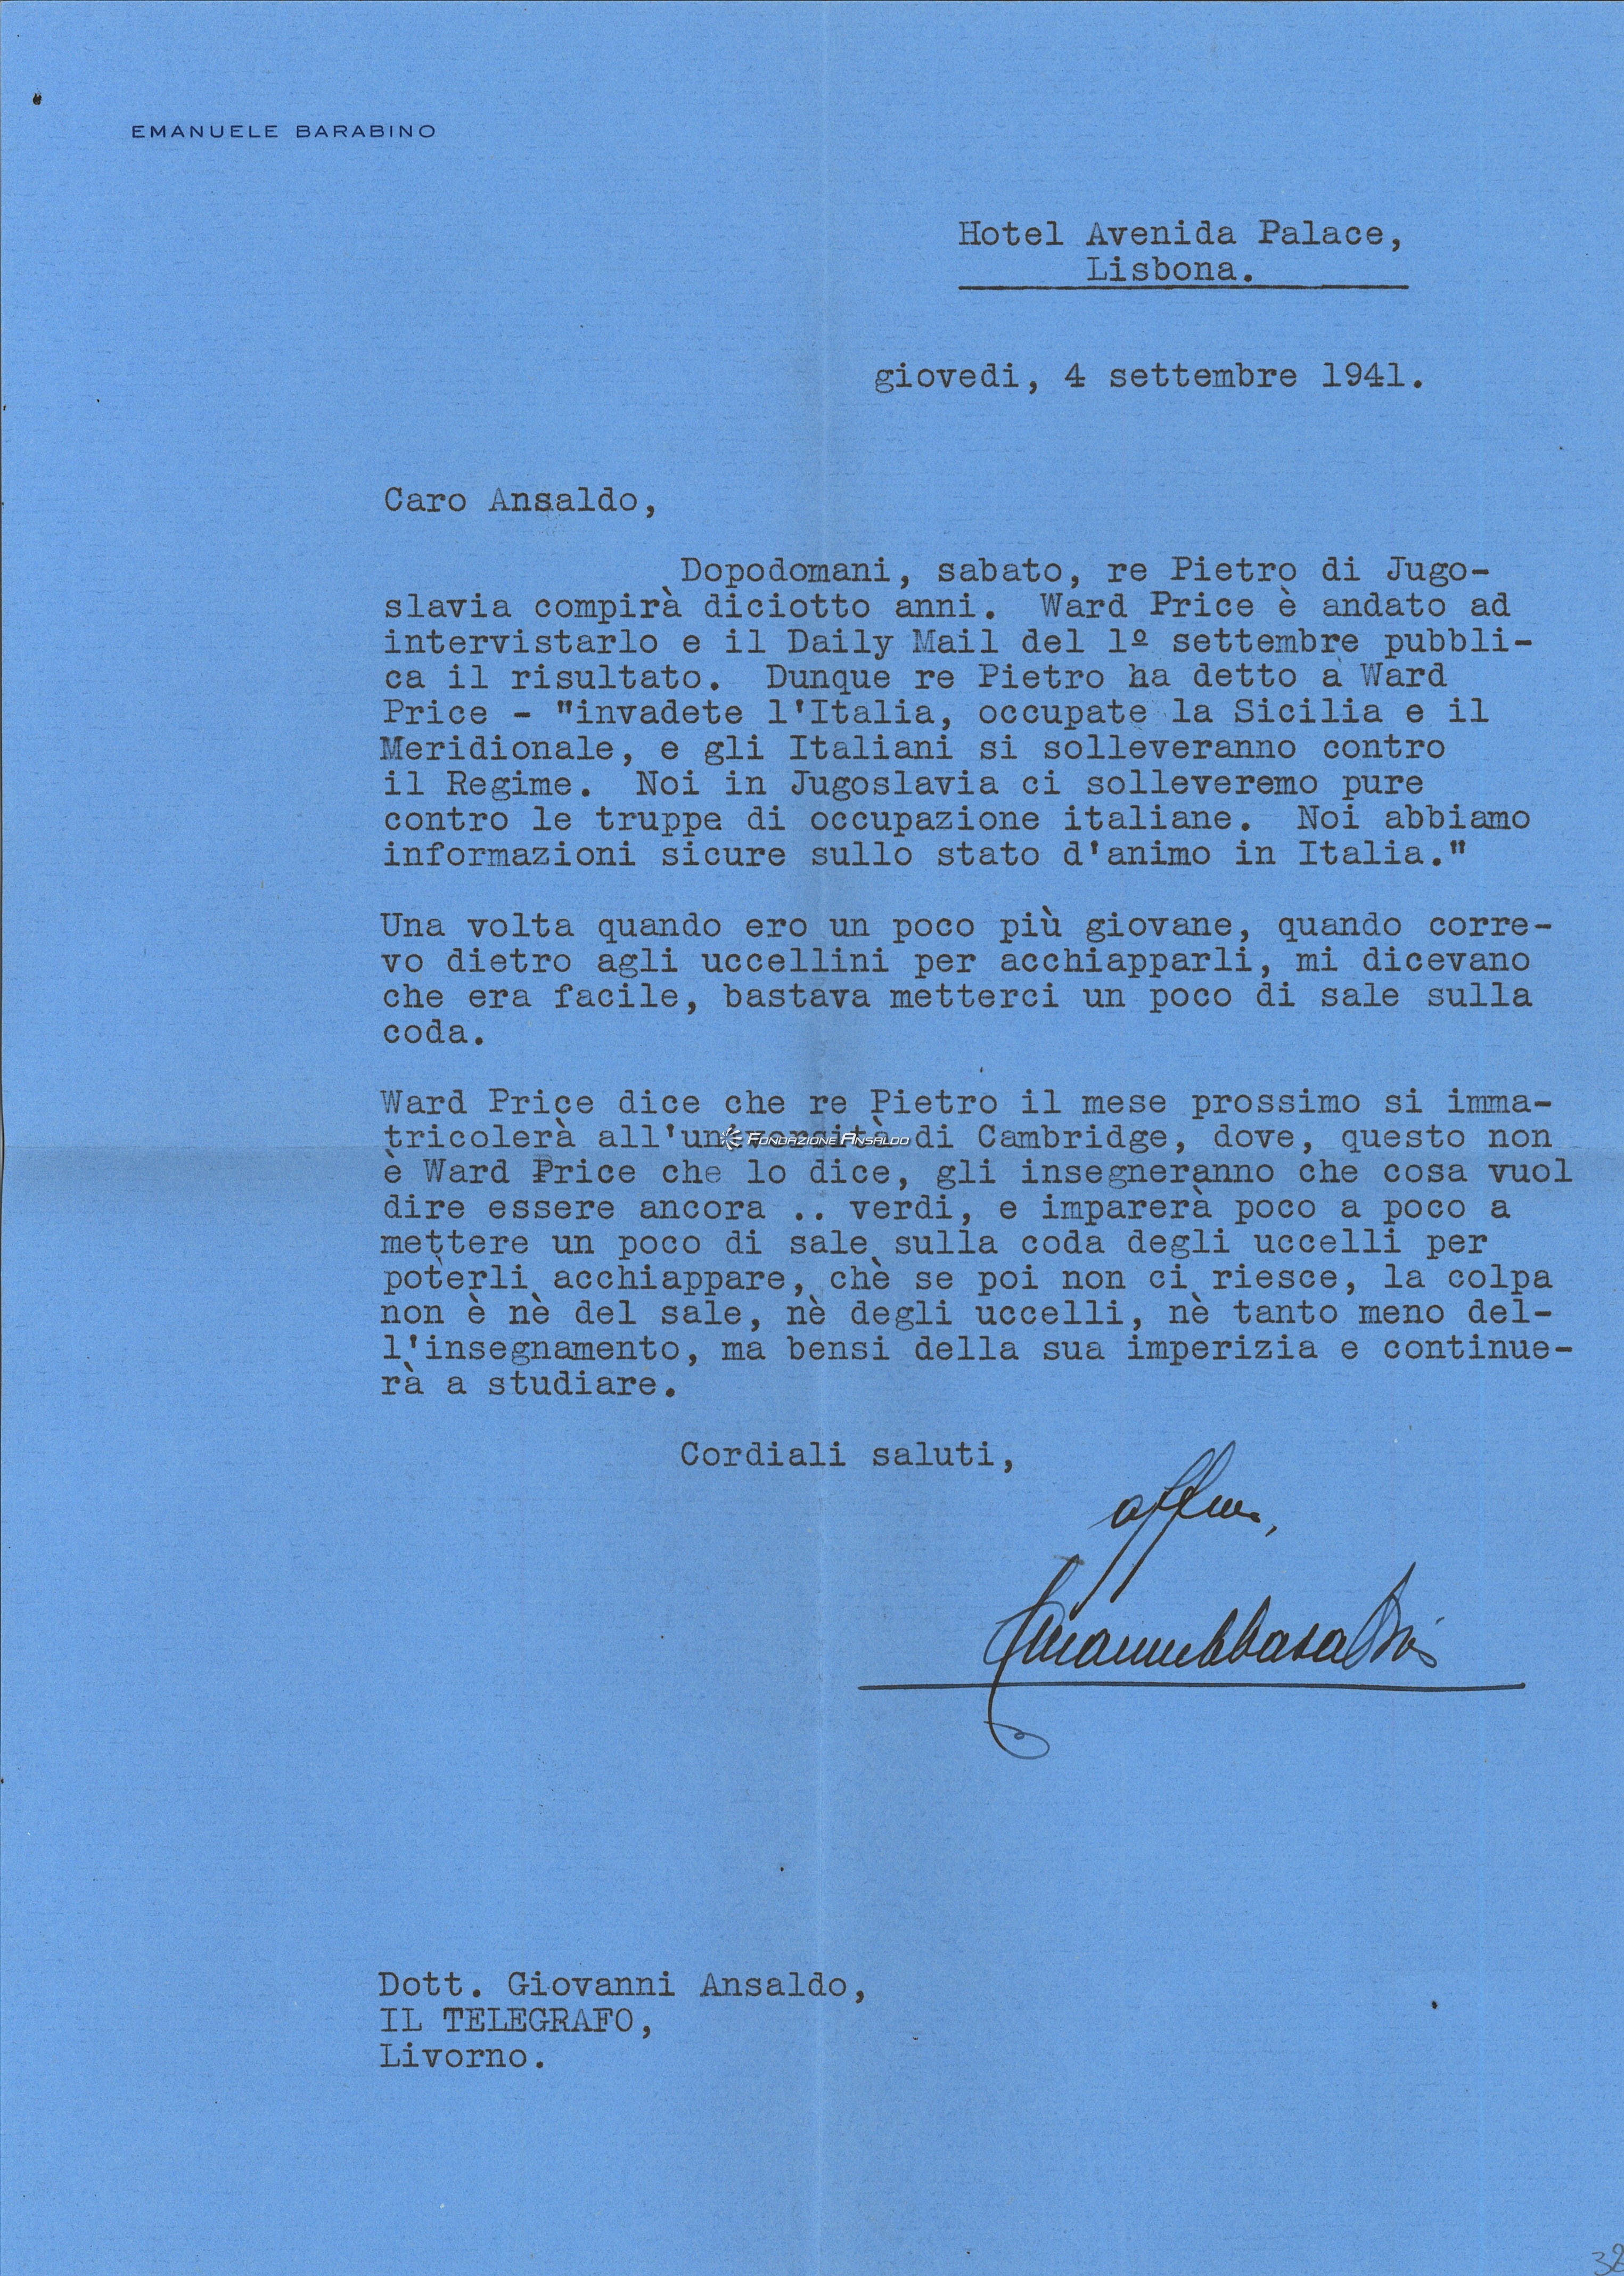 EMANUELE BARABINO
Hotel Avenida Palace,
Lisbona.
giovedi, 4 settembre 1941.
Caro Ansaldo,
Dopodomani, sabato, re Pietro di Jugo-
slavia compirà diciotto anni. Ward Price è andato ad
intervistarlo e il Daily Mail del 1º settembre pubbli-
ca il risultato. Dunque re Pietro ha detto a Ward
Price - "invadete l'Italia, occupate la Sicilia e il
Meridionale, e gli Italiani si solleveranno contro
il Regime. Noi in Jugoslavia ci solleveremo pure
contro le truppe di occupazione italiane. Noi abbiamo
informazioni sicure sullo stato d'animo in Italia."
Una volta quando ero un poco più giovane, quando corre-
vo dietro agli uccellini per acchiapparli, mi dicevano
che era facile, bastava metterci un poco di sale sulla
coda.
Ward Price dice che re Pietro il mese prossimo si imma-
tricolerà all'università di Cambridge, dove, questo non
è Ward Price che lo dice, gli insegneranno che cosa vuol
dire essere ancora .. verdi, e imparerà poco a poco a
mettere un poco di sale sulla coda degli uccelli per
poterli acchiappare, chè se poi non ci riesce, la colpa
non è nè del sale, nè degli uccelli, nè tanto meno del-
l'insegnamento, ma bensi della sua imperizia e continue-
rà a studiare.
Cordiali saluti,
affmo,
Emanuele Barabino
Dott. Giovanni Ansaldo,
IL TELEGRAFO,
Livorno.
FONDAZIONE ANSALDO